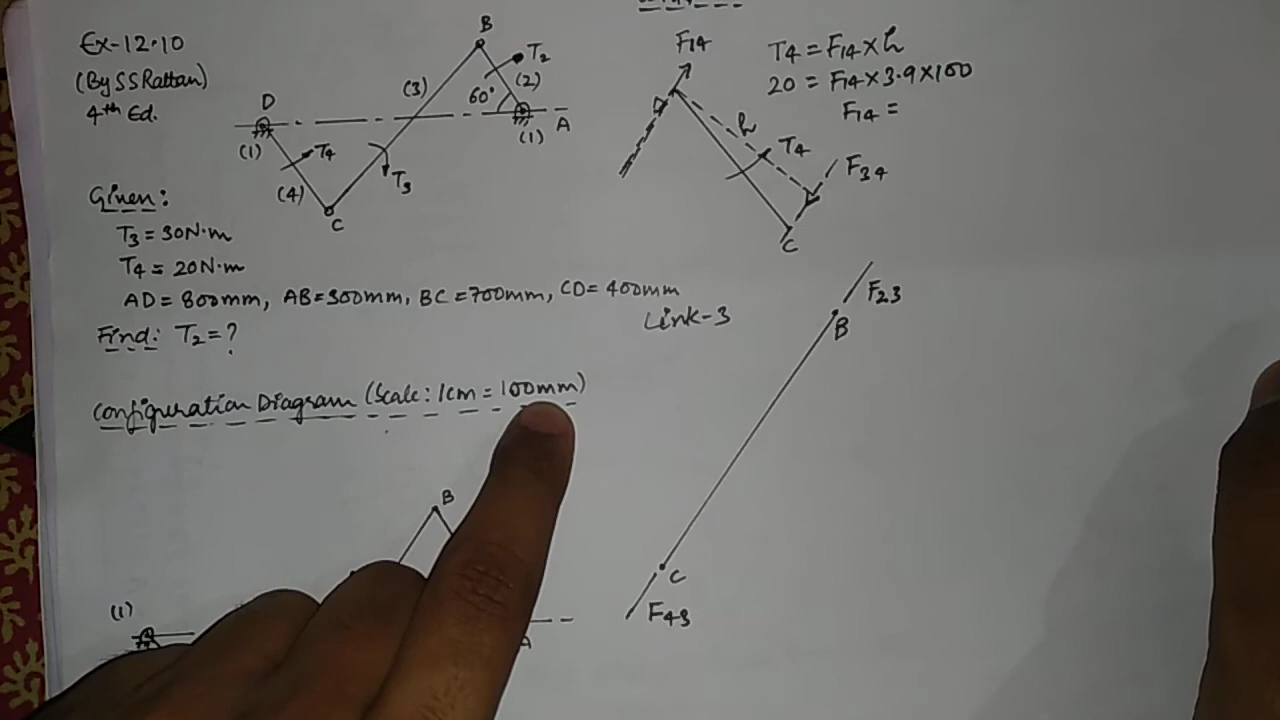 Ex-12.10
(By SS Rattan)
4th Ed.
B
T2
(3)
(2)
60°
D
A
(1)
(1)
T4
T3
(4)
C
Given:
T3 = 30N·m
T4 = 20N·m
AD = 800mm, AB = 300mm, BC = 700mm, CD = 400mm
Find: T2 = ?
Configuration Diagram (Scale: 1cm = 100mm)
B
(1)
A
F14
D
h
T4
F34
C
T4 = F14 × h
20 = F14 × 3.9 × 100
F14 =
Link-3
F23
B
C
F43